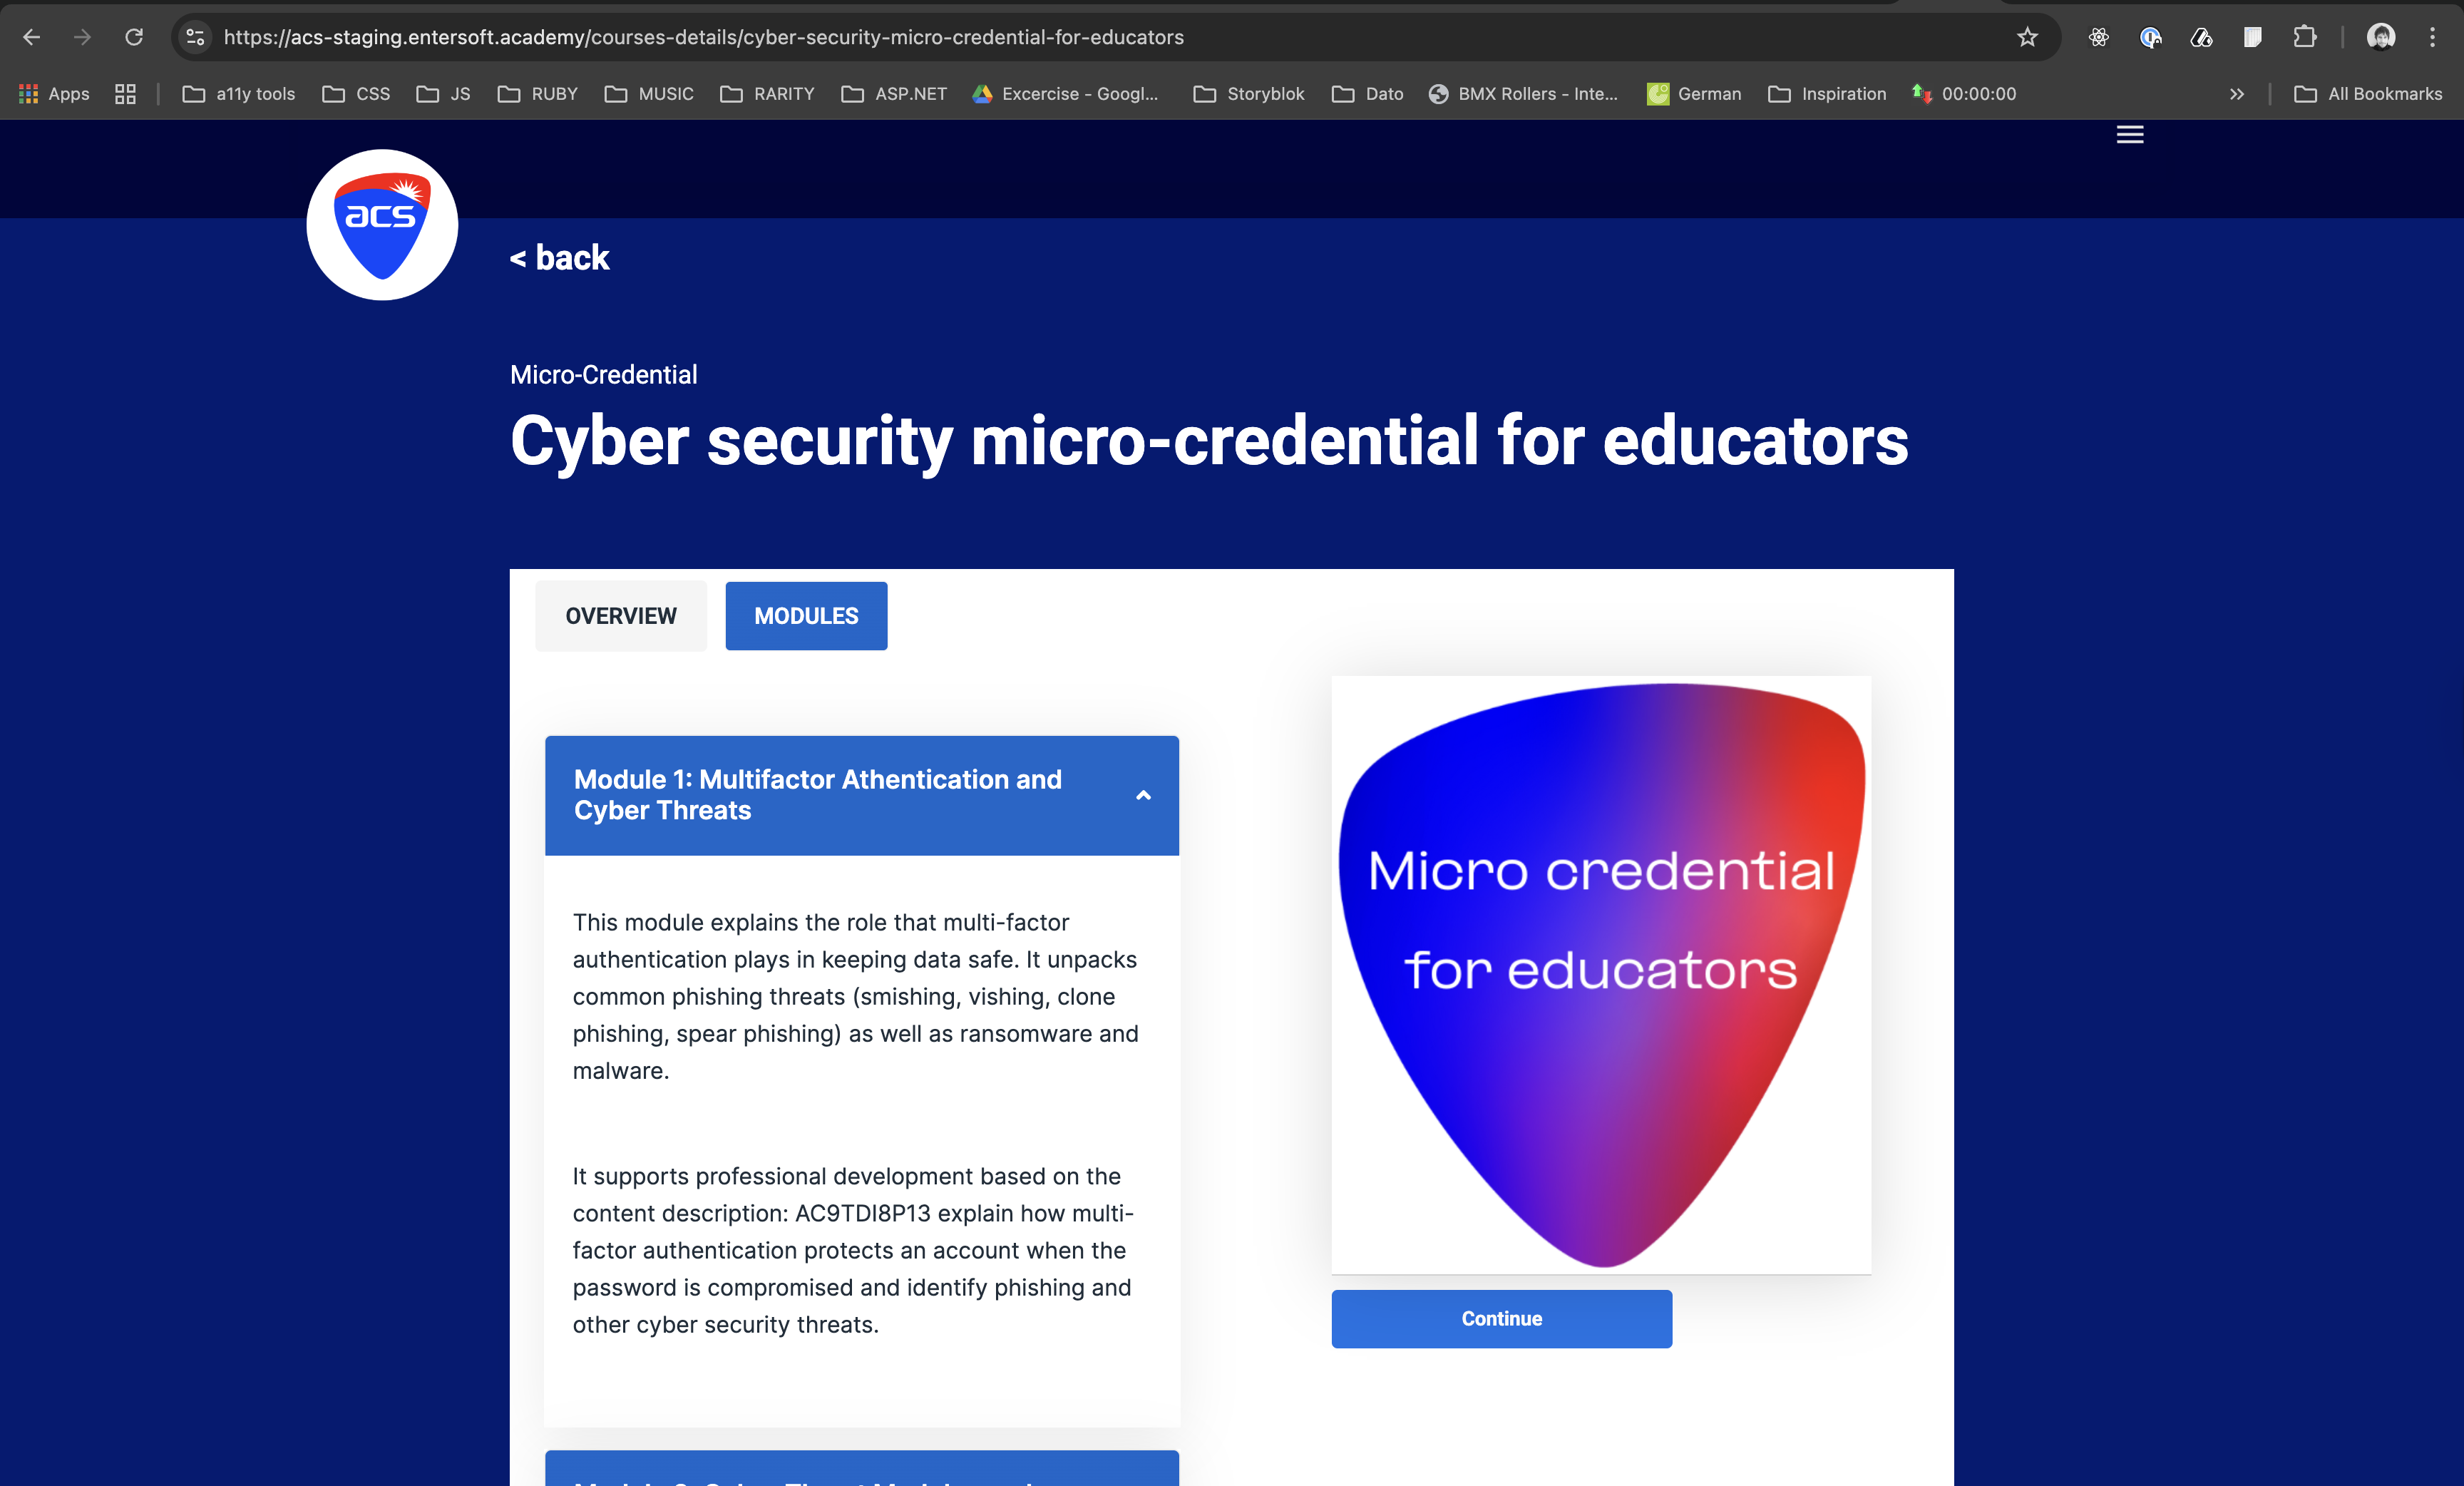 https://acs-staging.entersoft.academy/courses-details/cyber-security-micro-credential-for-educators
Apps a11y tools CSS JS RUBY MUSIC RARITY ASP.NET Excercise - Googl... Storyblok Dato BMX Rollers - Inte... German Inspiration 00:00:00 » All Bookmarks
acs
< back
Micro-Credential
Cyber security micro-credential for educators
OVERVIEW MODULES
Module 1: Multifactor Athentication and
Cyber Threats
This module explains the role that multi-factor
authentication plays in keeping data safe. It unpacks
common phishing threats (smishing, vishing, clone
phishing, spear phishing) as well as ransomware and
malware.
It supports professional development based on the
content description: AC9TDI8P13 explain how multi-
factor authentication protects an account when the
password is compromised and identify phishing and
other cyber security threats.
Micro credential
for educators
Continue